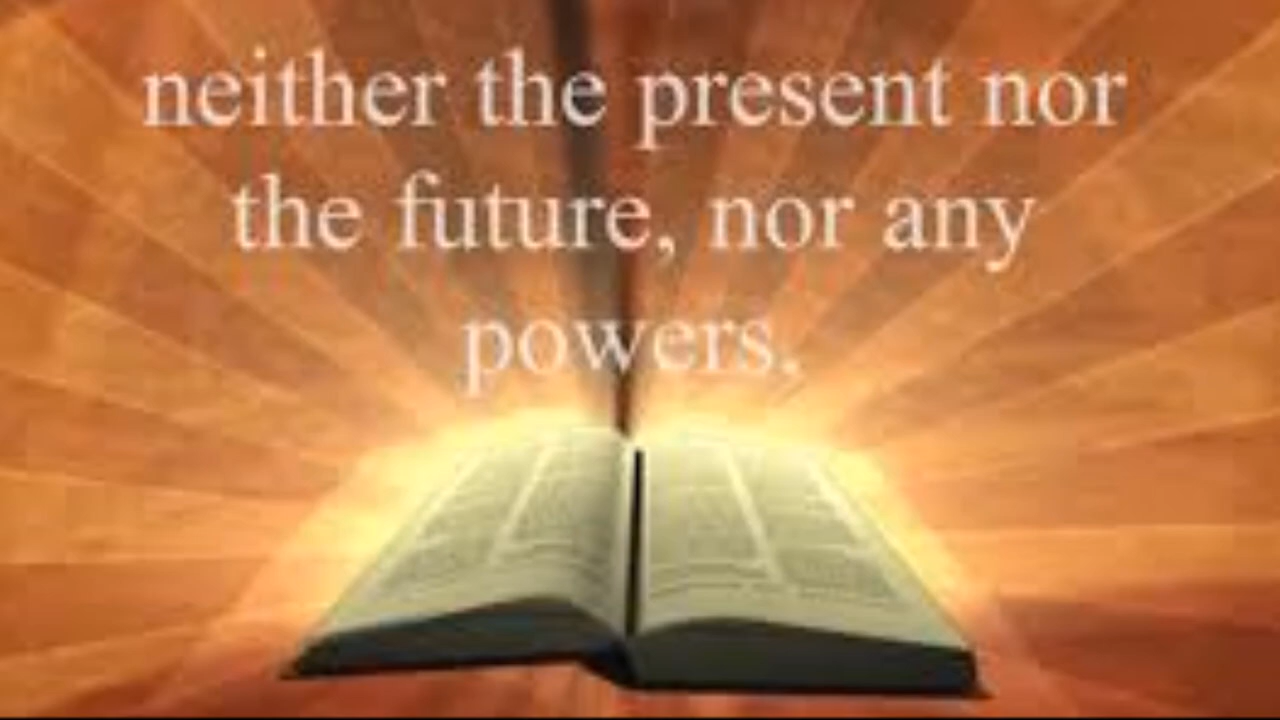 neither the present nor
the future, nor any
powers,